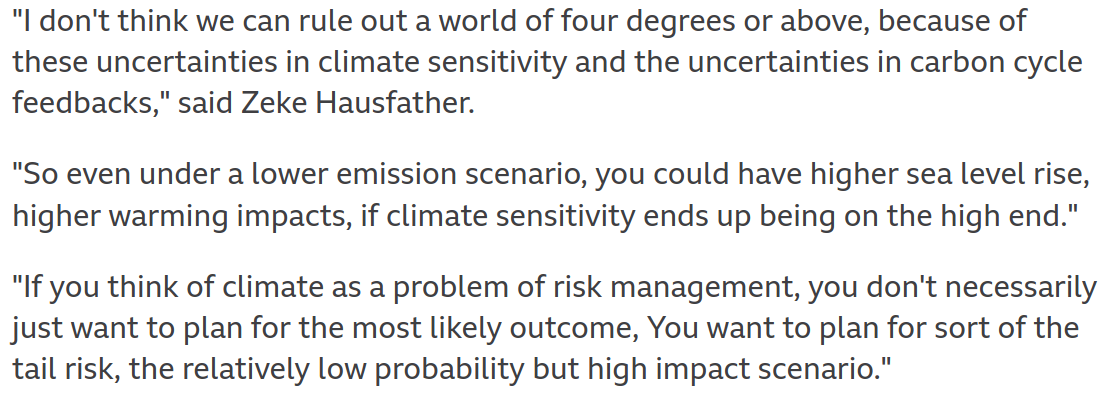 "I don't think we can rule out a world of four degrees or above, because of
these uncertainties in climate sensitivity and the uncertainties in carbon cycle
feedbacks," said Zeke Hausfather.
"So even under a lower emission scenario, you could have higher sea level rise,
higher warming impacts, if climate sensitivity ends up being on the high end."
"If you think of climate as a problem of risk management, you don't necessarily
just want to plan for the most likely outcome, You want to plan for sort of the
tail risk, the relatively low probability but high impact scenario."